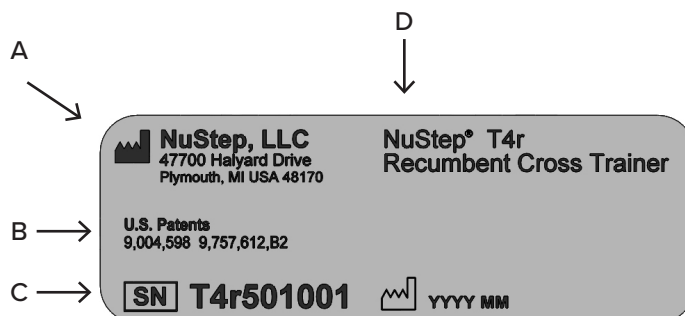 A
D
NuStep, LLC
47700 Halyard Drive
Plymouth, MI USA 48170
NuStep® T4r
Recumbent Cross Trainer
B
U.S. Patents
9,004,598 9,757,612,B2
C
SN T4r501001
YYYY MM